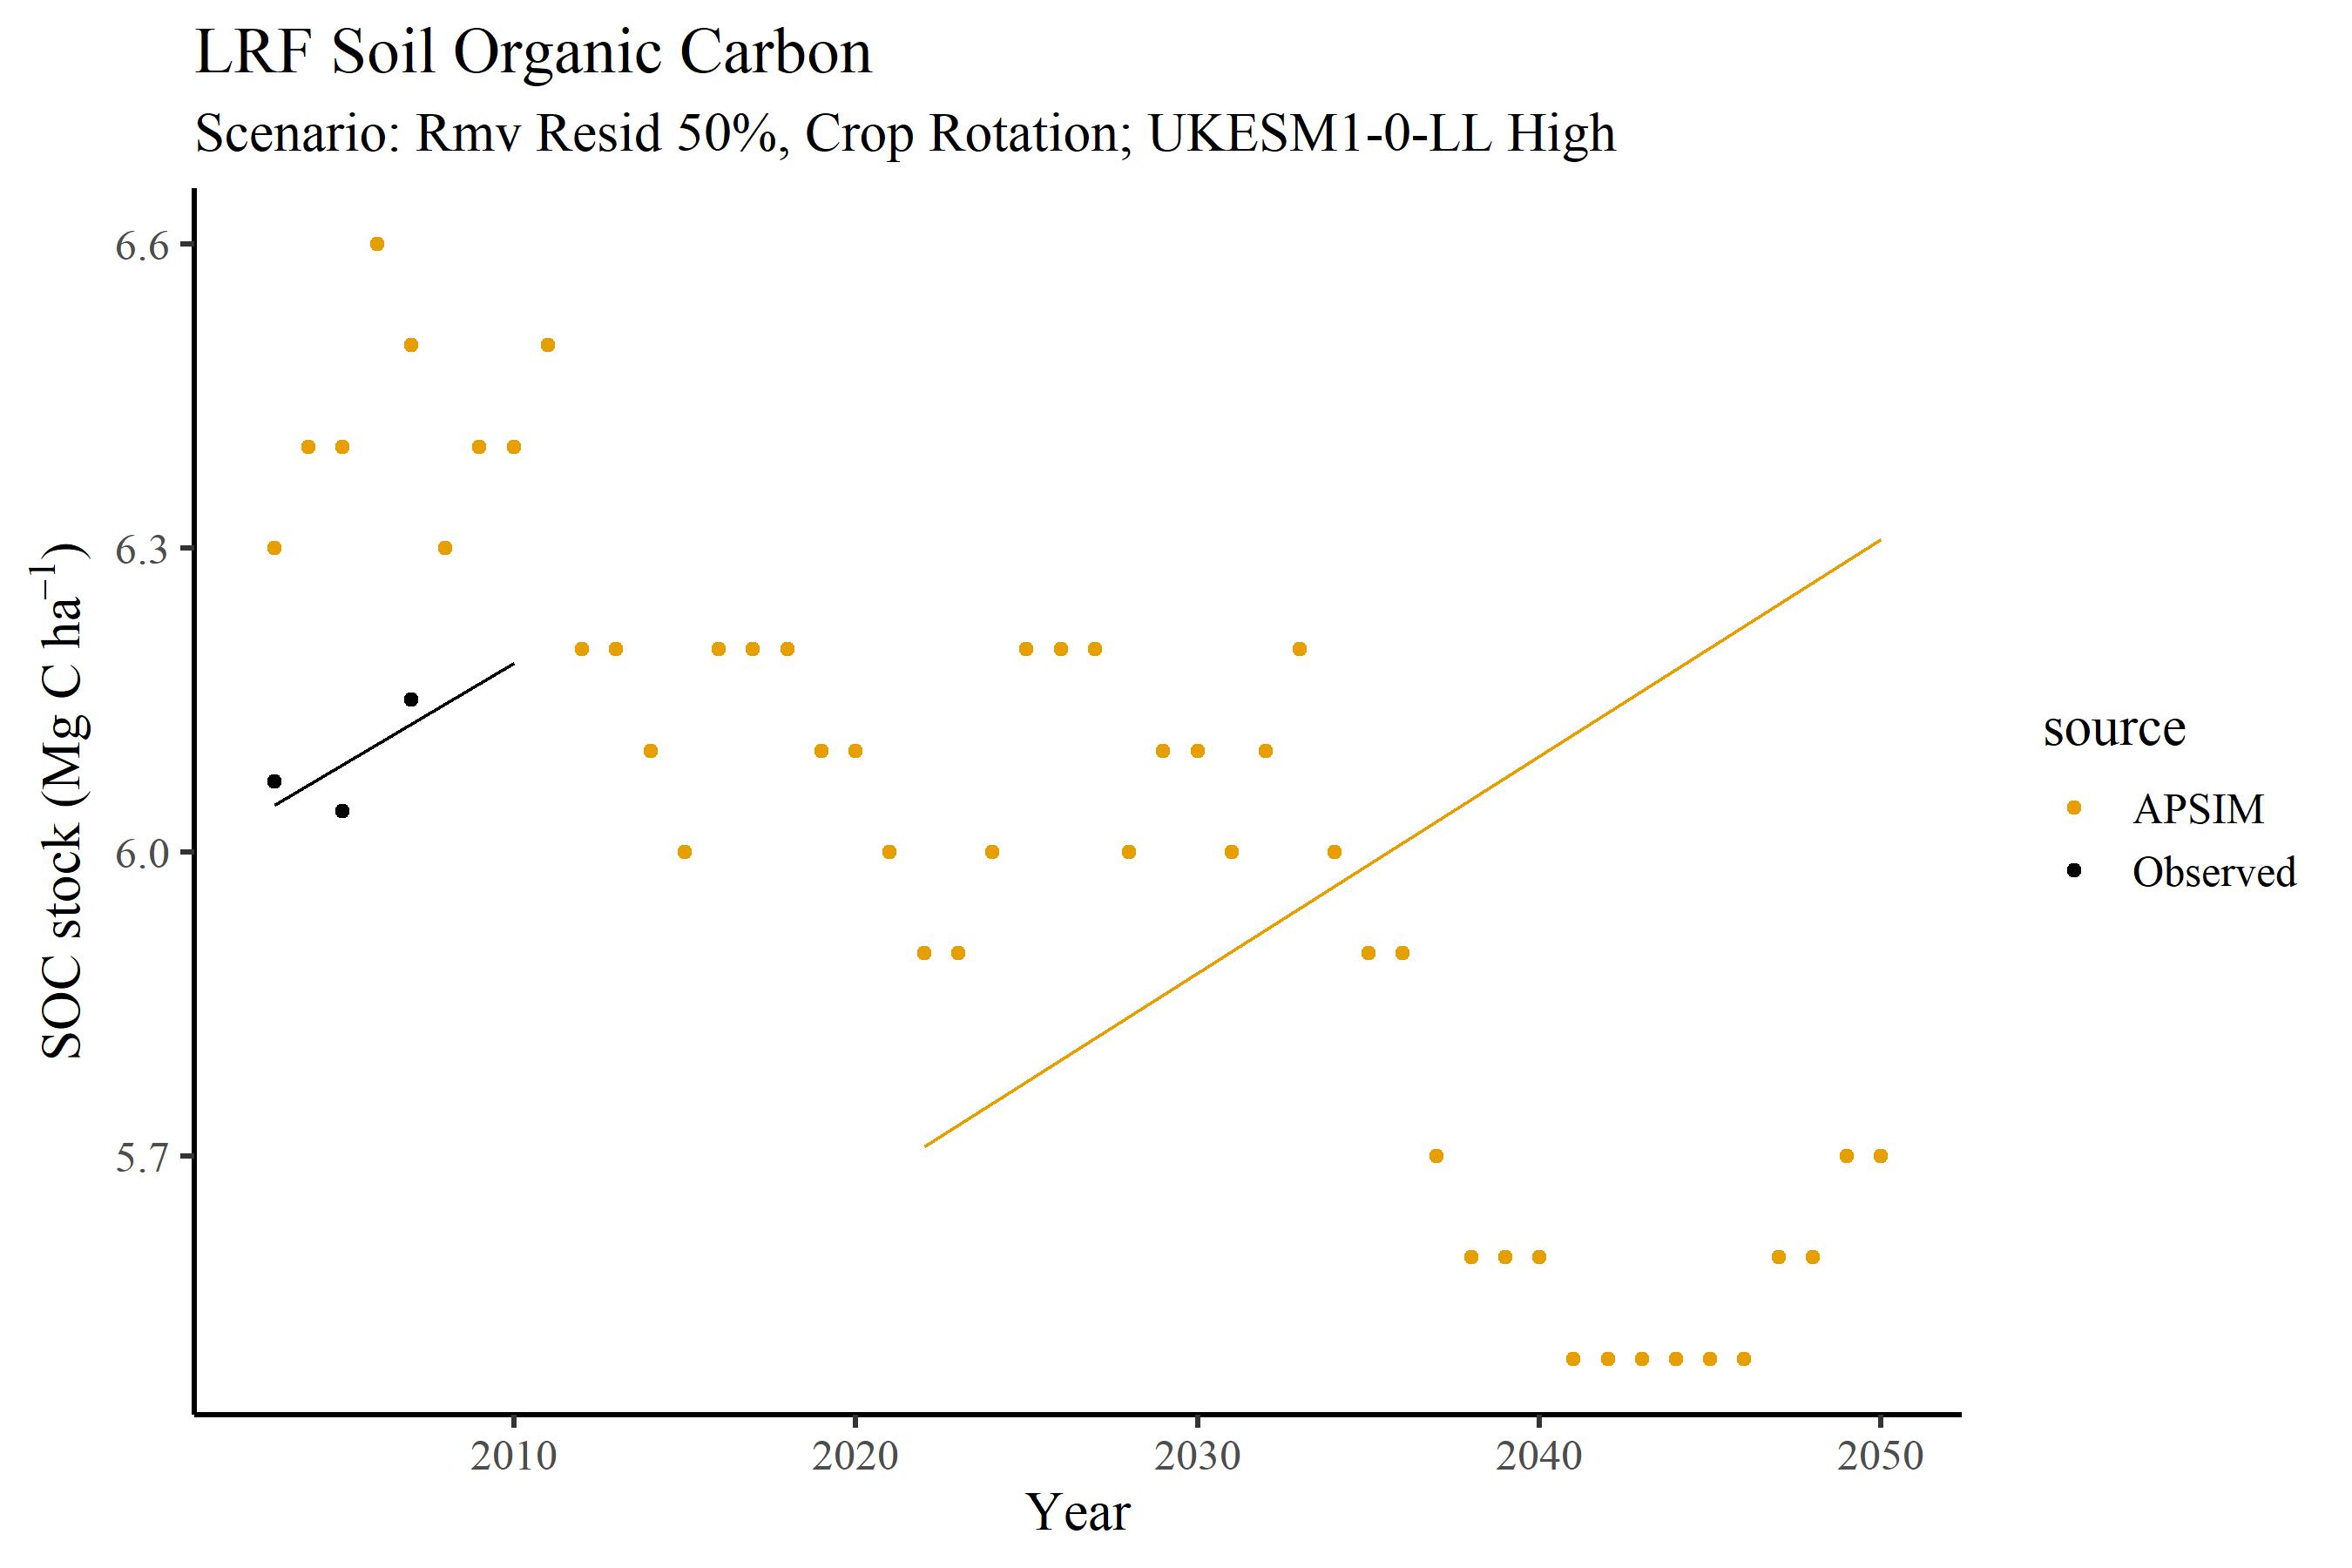 LRF Soil Organic Carbon
Scenario: Rmv Resid 50%, Crop Rotation; UKESM1-0-LL High
SOC stock (Mg C ha⁻¹)
6.6
6.3
6.0
5.7
2010 2020 2030 2040 2050
Year
source
APSIM
Observed